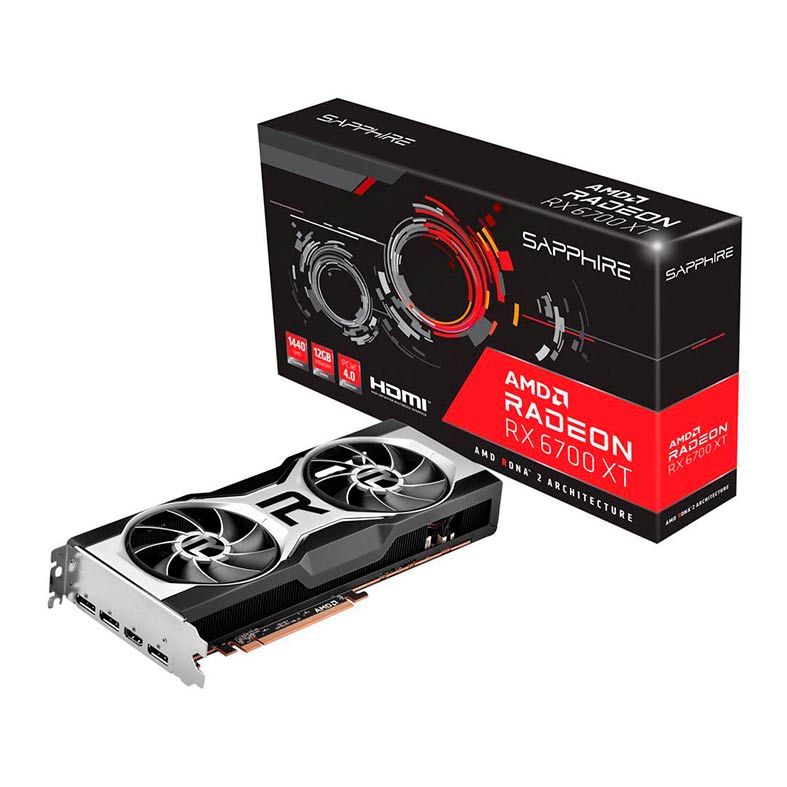 SAPPHIRE
AMD
RADEON
RX 6700 XT
SAPPHIRE
SAPPHIRE
1440
12GB
MEMORY
PCIe
4.0
HDMI
AMD
RADEON
RX 6700 XT
AMD RDNA 2 ARCHITECTURE
AMD
RADEON
RX 6700 XT
AMD RDNA 2 ARCHITECTURE
R
R
R
AMD